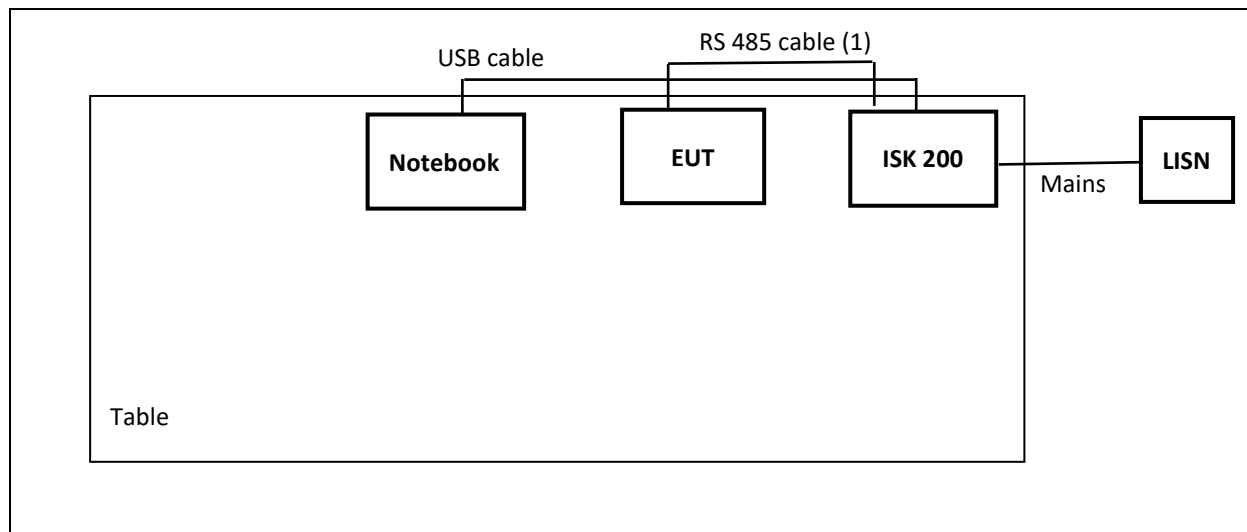 RS 485 cable (1)
USB cable
Notebook
EUT
ISK 200
LISN
Mains
Table